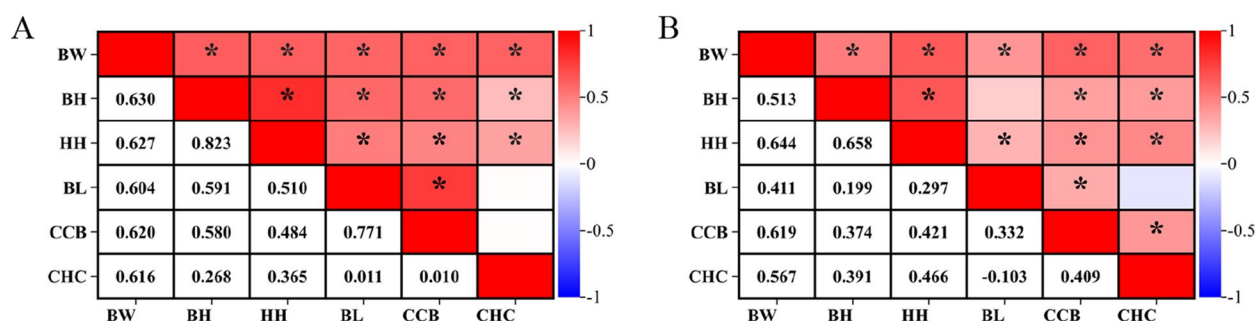 A
BW * * * * * 1
BH 0.630 * * * * 0.5
HH 0.627 0.823 * * *
0
BL 0.604 0.591 0.510 *
CCB 0.620 0.580 0.484 0.771 -0.5
CHC 0.616 0.268 0.365 0.011 0.010 -1
BW BH HH BL CCB CHC
B
BW * * * * * 1
BH 0.513 * * * 0.5
HH 0.644 0.658 * * *
0
BL 0.411 0.199 0.297 *
CCB 0.619 0.374 0.421 0.332 * -0.5
CHC 0.567 0.391 0.466 -0.103 0.409 -1
BW BH HH BL CCB CHC